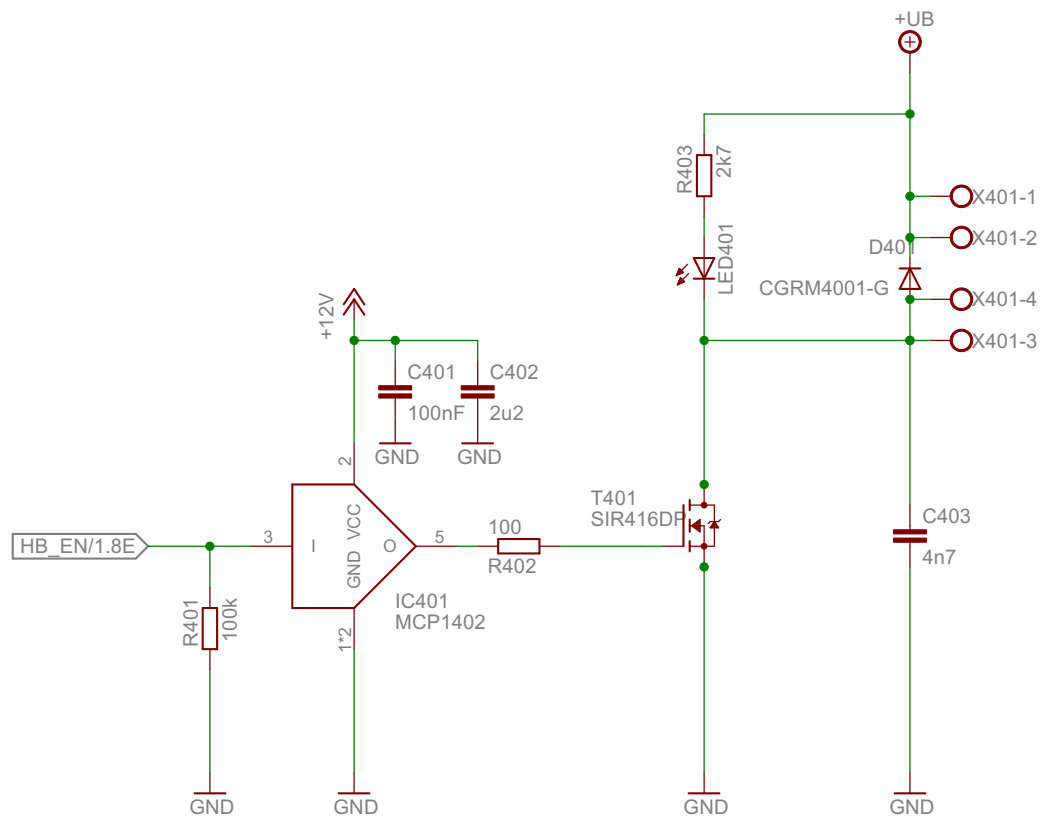 +UB
R403
2k7
X401-1
X401-2
D401
LED401
CGRM4001-G
X401-4
X401-3
+12V
C401
100nF
C402
2u2
GND
GND
2
T401
SIR416DP
C403
4n7
HB_EN/1.8E
3
I
GND VCC
O
5
100
R402
IC401
MCP1402
R401
100k
1*2
GND
GND
GND
GND